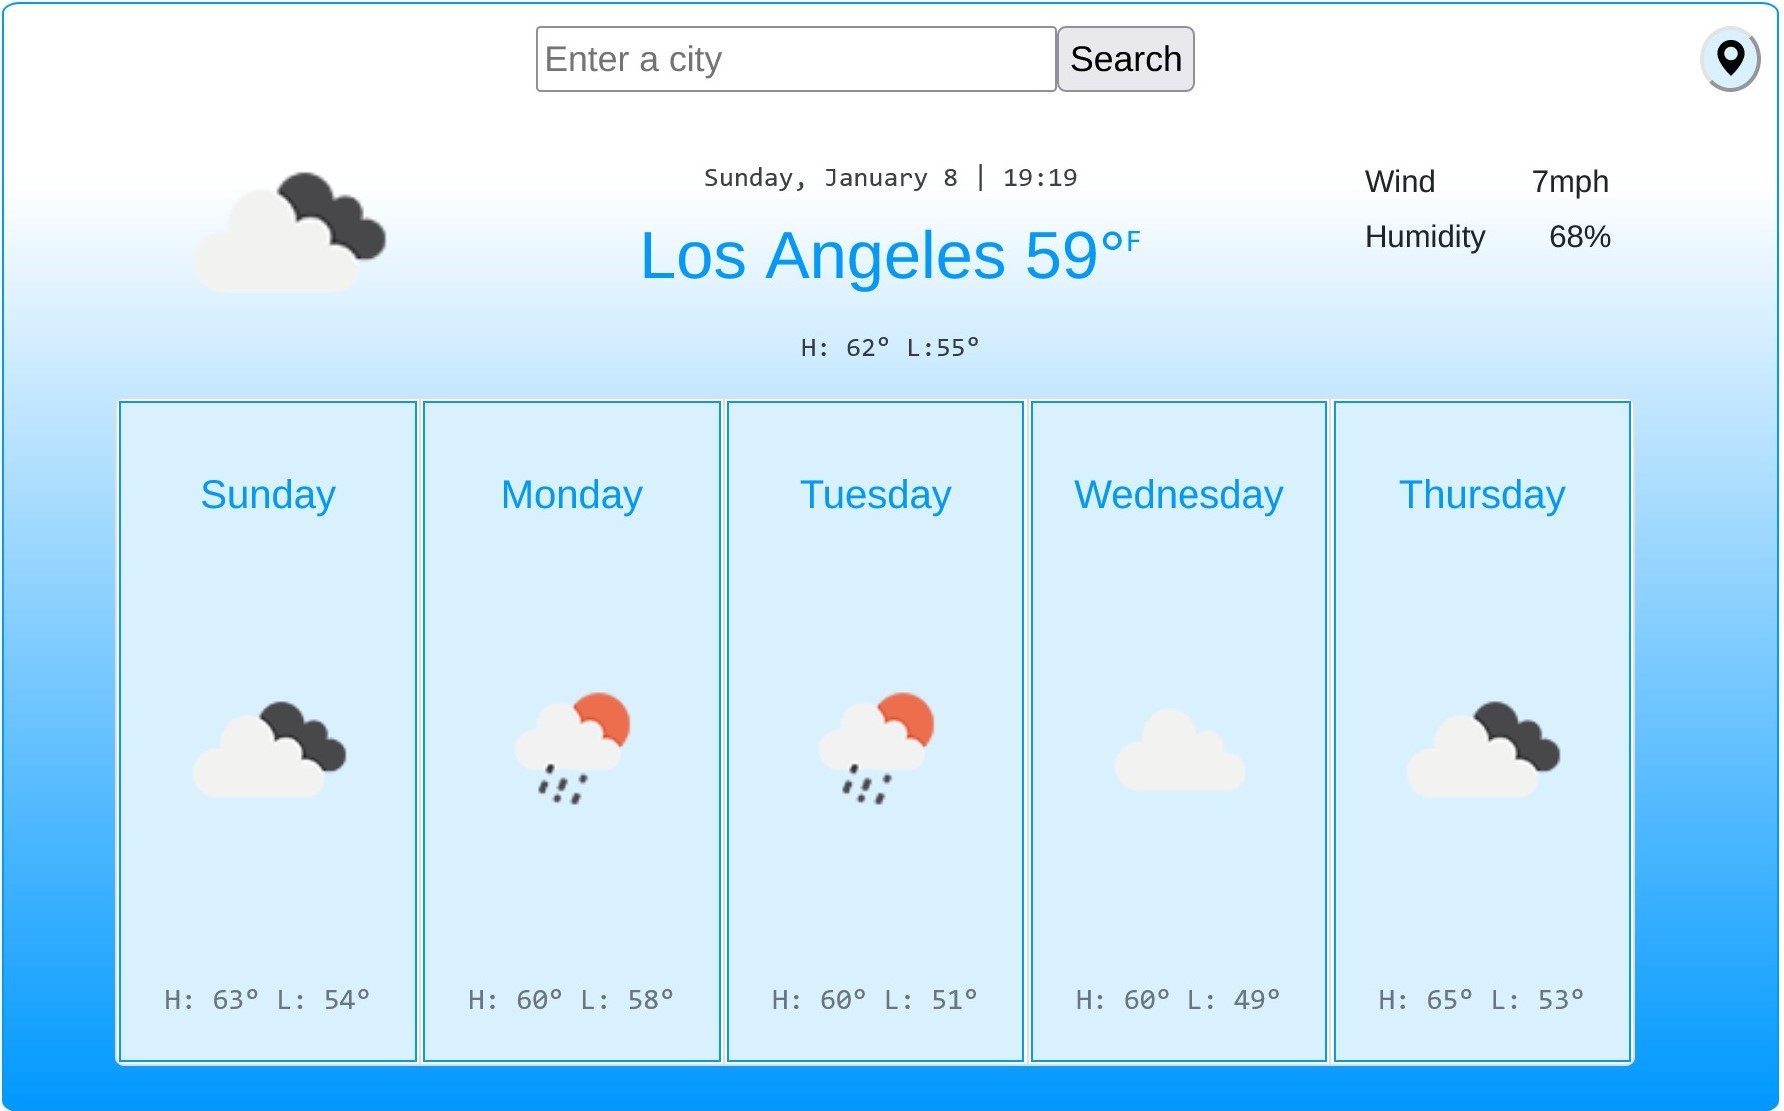 Enter a city Search
Sunday, January 8 | 19:19
Los Angeles 59°F
H: 62° L:55°
Wind 7mph
Humidity 68%
Sunday
H: 63° L: 54°
Monday
H: 60° L: 58°
Tuesday
H: 60° L: 51°
Wednesday
H: 60° L: 49°
Thursday
H: 65° L: 53°